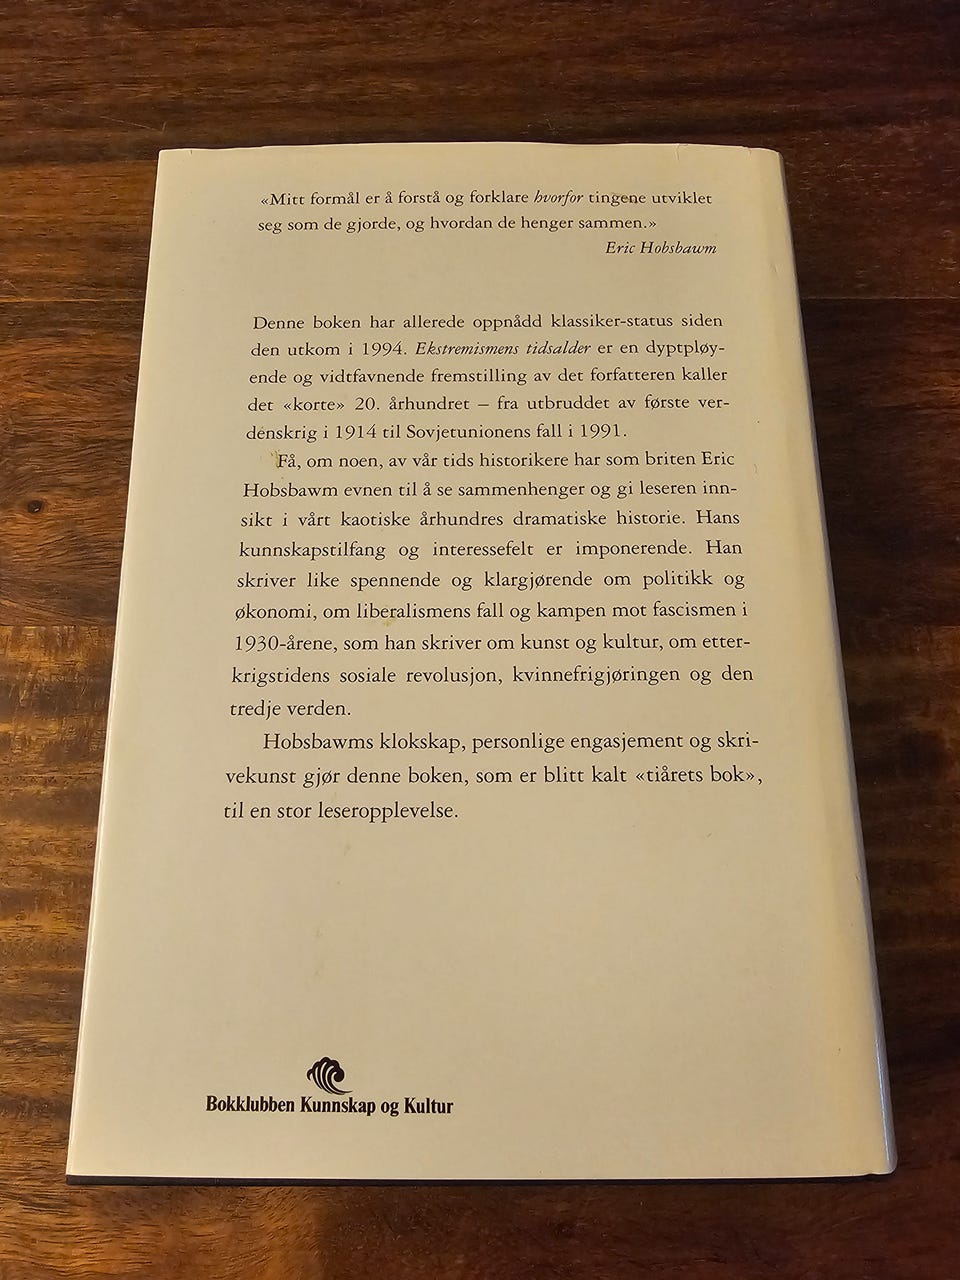 «Mitt formål er å forstå og forklare hvorfor tingene utviklet
seg som de gjorde, og hvordan de henger sammen.»
Eric Hobsbawm
Denne boken har allerede oppnådd klassiker-status siden
den utkom i 1994. Ekstremismens tidsalder er en dyptpløy-
ende og vidtfavnende fremstilling av det forfatteren kaller
det «korte» 20. århundret – fra utbruddet av første ver-
denskrig i 1914 til Sovjetunionens fall i 1991.
Få, om noen, av vår tids historikere har som briten Eric
Hobsbawm evnen til å se sammenhenger og gi leseren inn-
sikt i vårt kaotiske århundres dramatiske historie. Hans
kunnskapstilfang og interessefelt er imponerende. Han
skriver like spennende og klargjørende om politikk og
økonomi, om liberalismens fall og kampen mot fascismen i
1930-årene, som han skriver om kunst og kultur, om etter-
krigstidens sosiale revolusjon, kvinnefrigjøringen og den
tredje verden.
Hobsbawms klokskap, personlige engasjement og skri-
vekunst gjør denne boken, som er blitt kalt «tiårets bok»,
til en stor leseropplevelse.
Bokklubben Kunnskap og Kultur